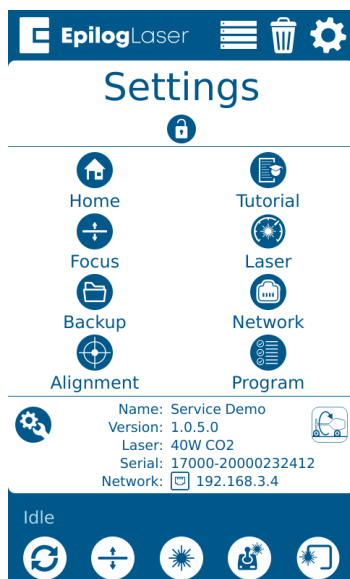 EpilogLaser
Settings
Home Tutorial
Focus Laser
Backup Network
Alignment Program
Name: Service Demo
Version: 1.0.5.0
Laser: 40W CO2
Serial: 17000-20000232412
Network: 192.168.3.4
Idle